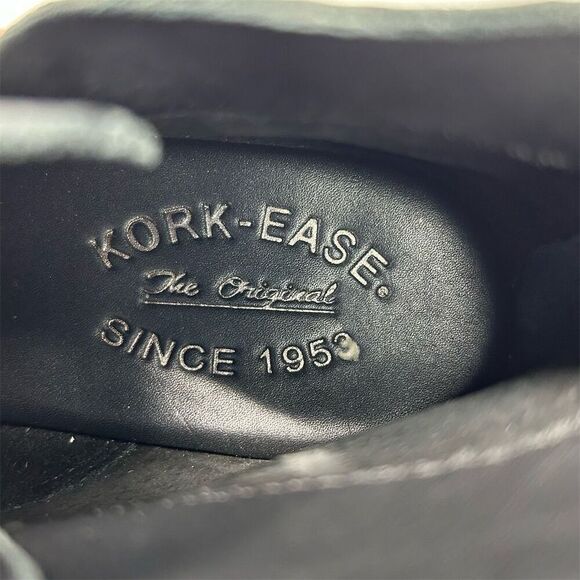 KORK-EASE®
The Original
SINCE 1953